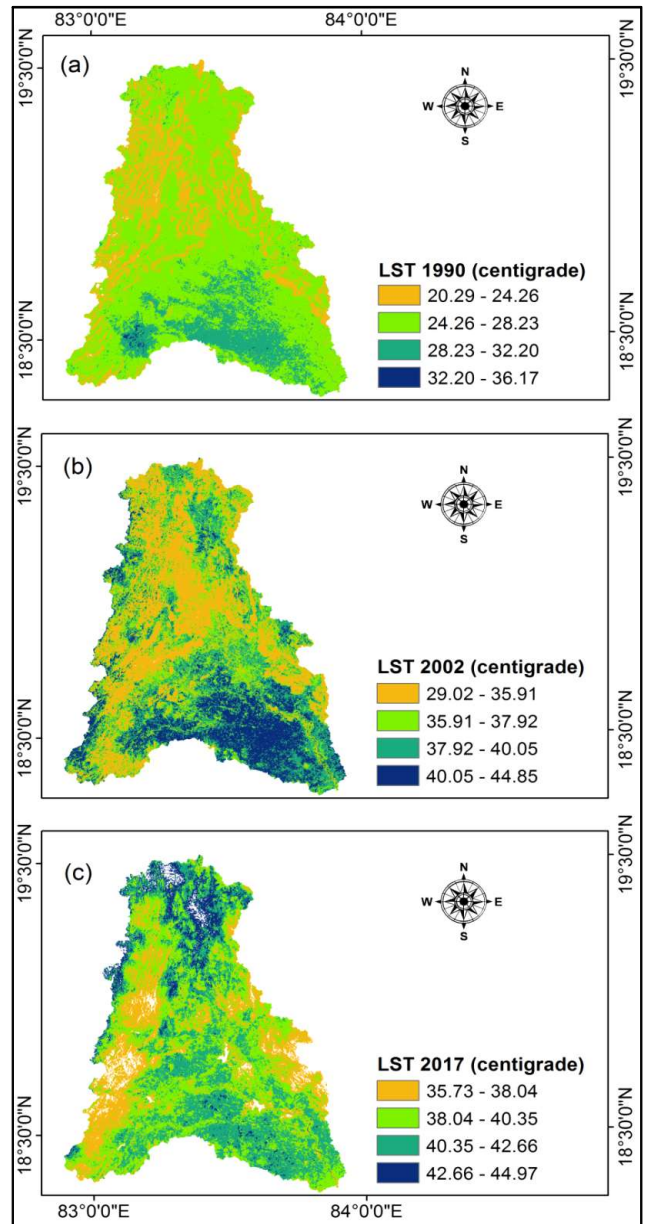 83°0'0"E 84°0'0"E
19°30'0"N
19°30'0"N
(a)
N
W E
S
LST 1990 (centigrade)
20.29 - 24.26
24.26 - 28.23
28.23 - 32.20
32.20 - 36.17
18°30'0"N
18°30'0"N
19°30'0"N
19°30'0"N
(b)
N
W E
S
LST 2002 (centigrade)
29.02 - 35.91
35.91 - 37.92
37.92 - 40.05
40.05 - 44.85
18°30'0"N
18°30'0"N
19°30'0"N
19°30'0"N
(c)
N
W E
S
LST 2017 (centigrade)
35.73 - 38.04
38.04 - 40.35
40.35 - 42.66
42.66 - 44.97
18°30'0"N
18°30'0"N
83°0'0"E 84°0'0"E